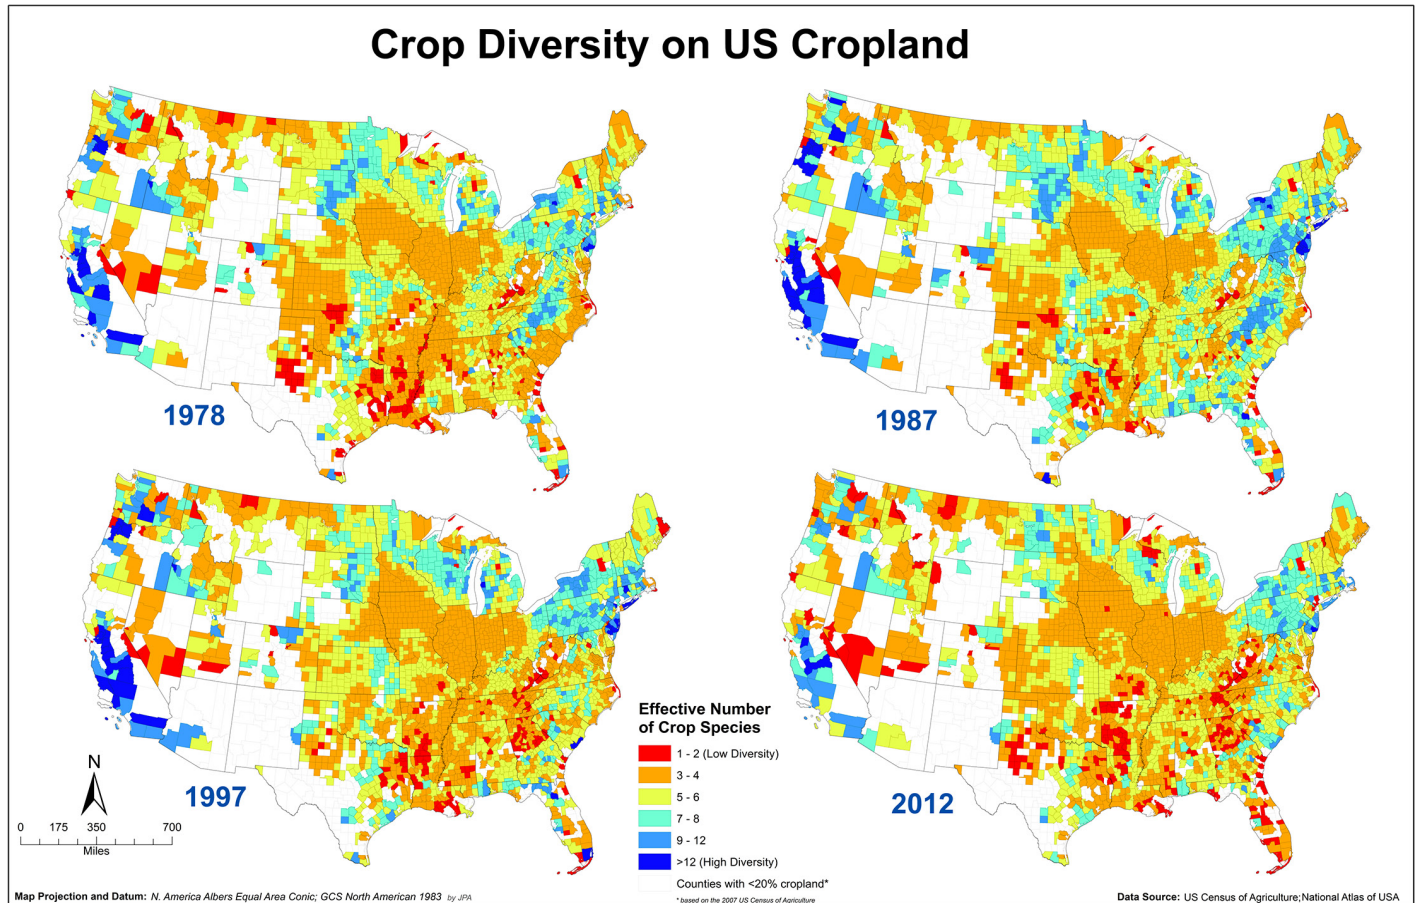 Crop Diversity on US Cropland
1978
1987
1997
2012
N
0 175 350 700
Miles
Effective Number
of Crop Species
1 - 2 (Low Diversity)
3 - 4
5 - 6
7 - 8
9 - 12
>12 (High Diversity)
Counties with <20% cropland*
* based on the 2007 US Census of Agriculture
Map Projection and Datum: N. America Albers Equal Area Conic; GCS North American 1983 by JPA
Data Source: US Census of Agriculture; National Atlas of USA